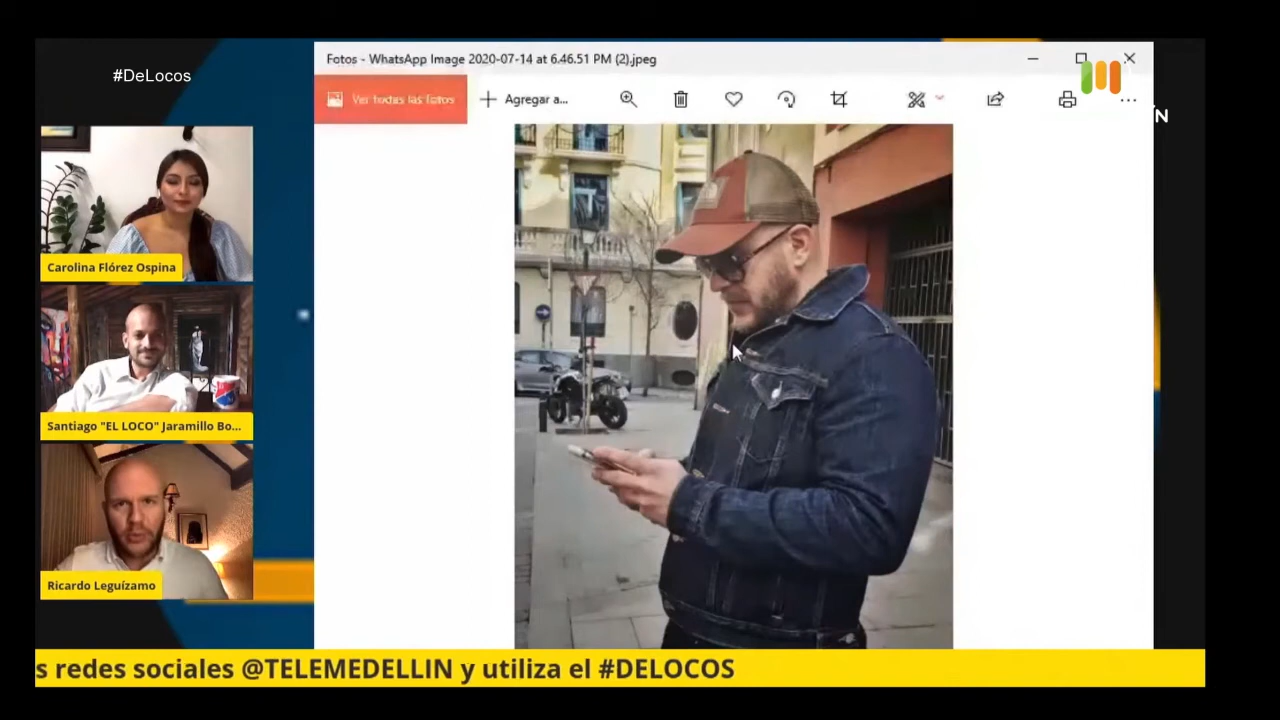 #DeLocos
Fotos - WhatsApp Image 2020-07-14 at 6.46.51 PM (2).jpeg
Ver todas las fotos
Agregar a...
N
Carolina Flórez Ospina
Santiago "EL LOCO" Jaramillo Bo...
Ricardo Leguízamo
s redes sociales @TELEMEDELLIN y utiliza el #DELOCOS